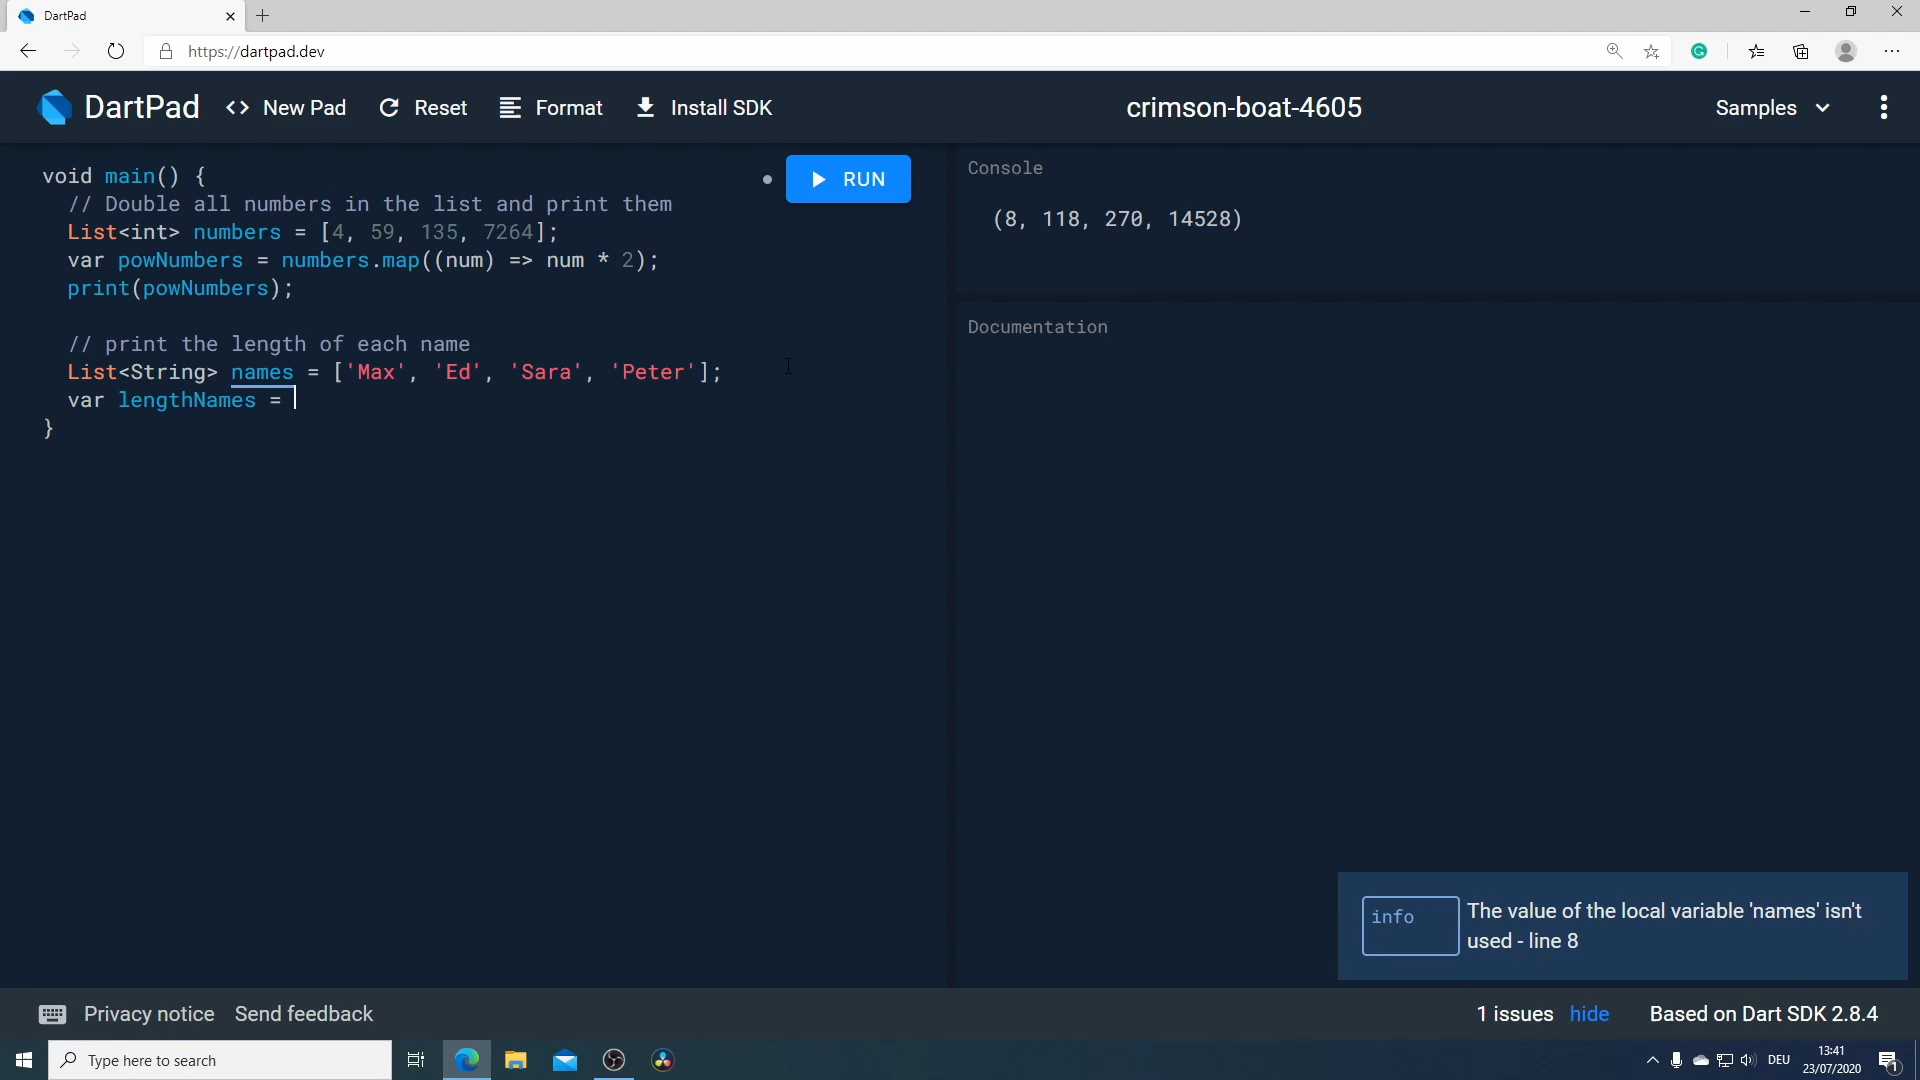 DartPad
https://dartpad.dev
DartPad
<> New Pad
Reset
Format
Install SDK
crimson-boat-4605
Samples
void main() {
// Double all numbers in the list and print them
List<int> numbers = [4, 59, 135, 7264];
var powNumbers = numbers.map((num) => num * 2);
print(powNumbers);
// print the length of each name
List<String> names = ['Max', 'Ed', 'Sara', 'Peter'];
var lengthNames =
}
RUN
Console
(8, 118, 270, 14528)
Documentation
info
The value of the local variable 'names' isn't
used - line 8
Privacy notice
Send feedback
1 issues
hide
Based on Dart SDK 2.8.4
Type here to search
DEU
13:41
23/07/2020
1